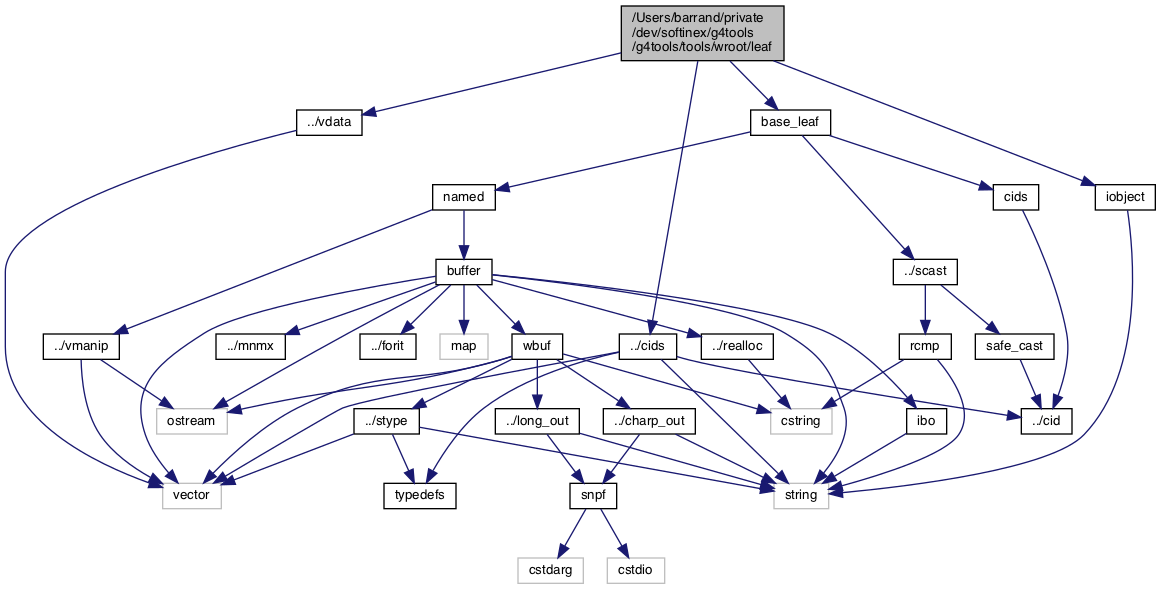 /Users/barrand/private
/dev/softinex/g4tools
/g4tools/tools/wroot/leaf
../vdata
base_leaf
named
cids
iobject
buffer
../scast
../vmanip
../mnmx
../forit
map
wbuf
../cids
../realloc
rcmp
safe_cast
ostream
../stype
../long_out
../charp_out
cstring
ibo
../cid
vector
typedefs
snpf
string
cstdarg
cstdio